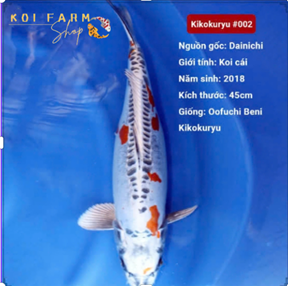 KOI FARM
Shop
Kikokuryu #002
Nguồn gốc: Dainichi
Giới tính: Koi cái
Năm sinh: 2018
Kích thước: 45cm
Giống: Oofuchi Beni
Kikokuryu